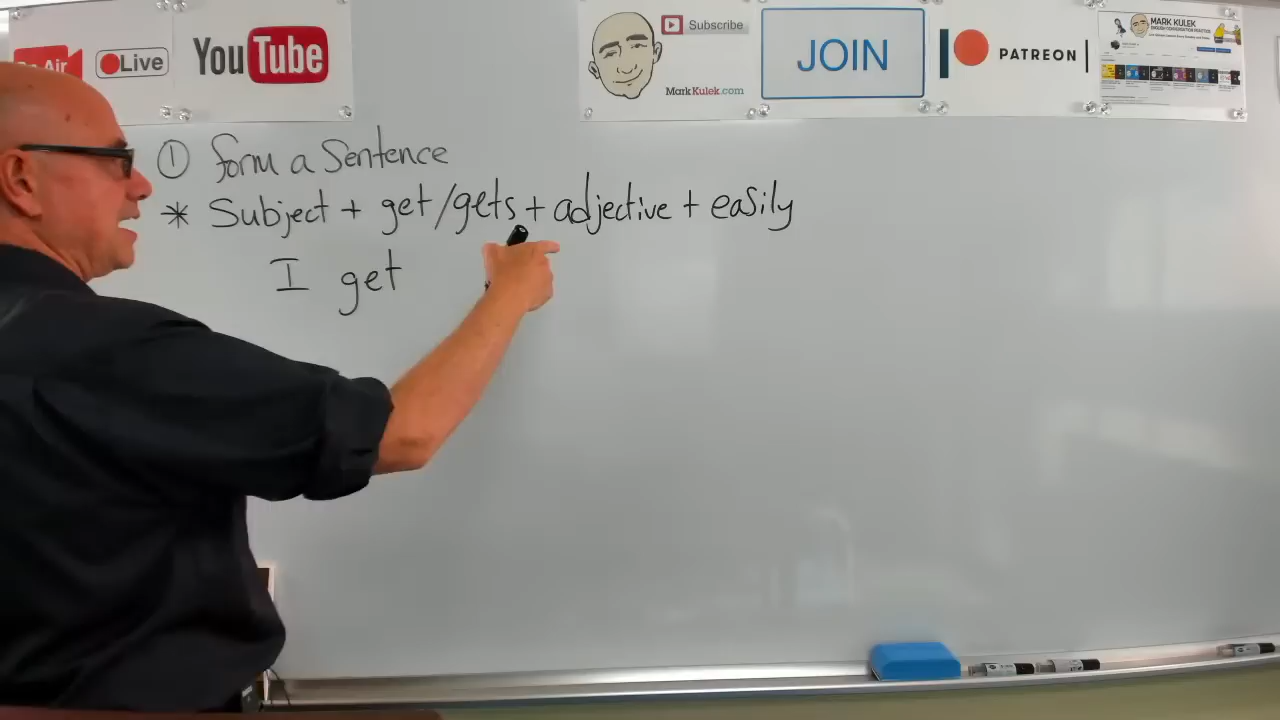 On Air
Live
YouTube
Subscribe
MarkKulek.com
JOIN
PATREON
MARK KULEK
① form a Sentence
* Subject + get/gets + adjective + easily
I get